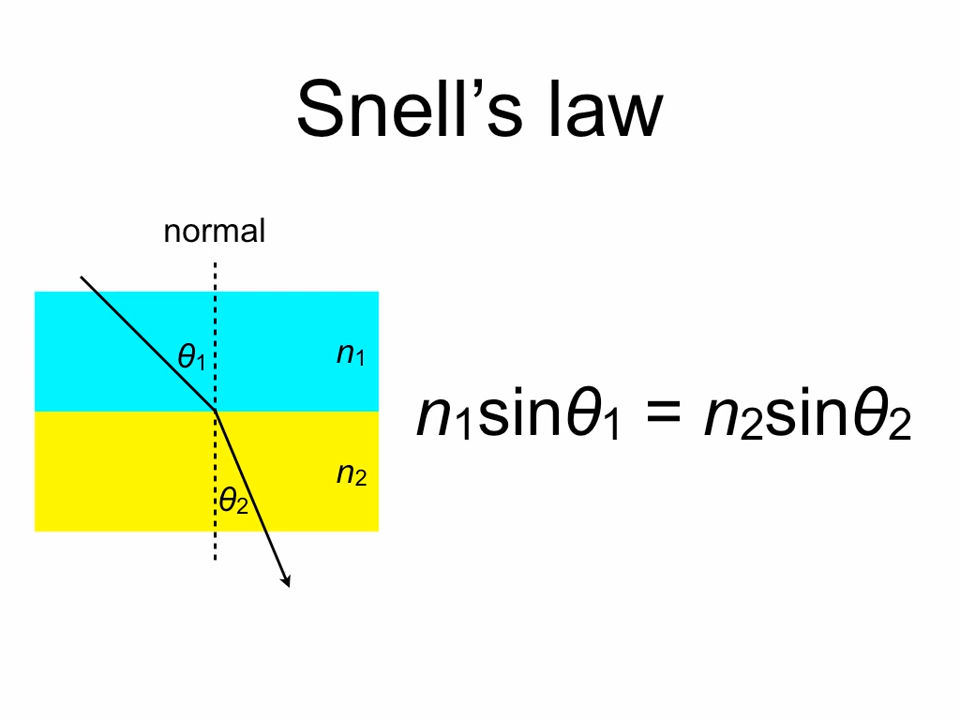 Snell’s law
normal
θ1
n1
n1sinθ1 = n2sinθ2
n2
θ2